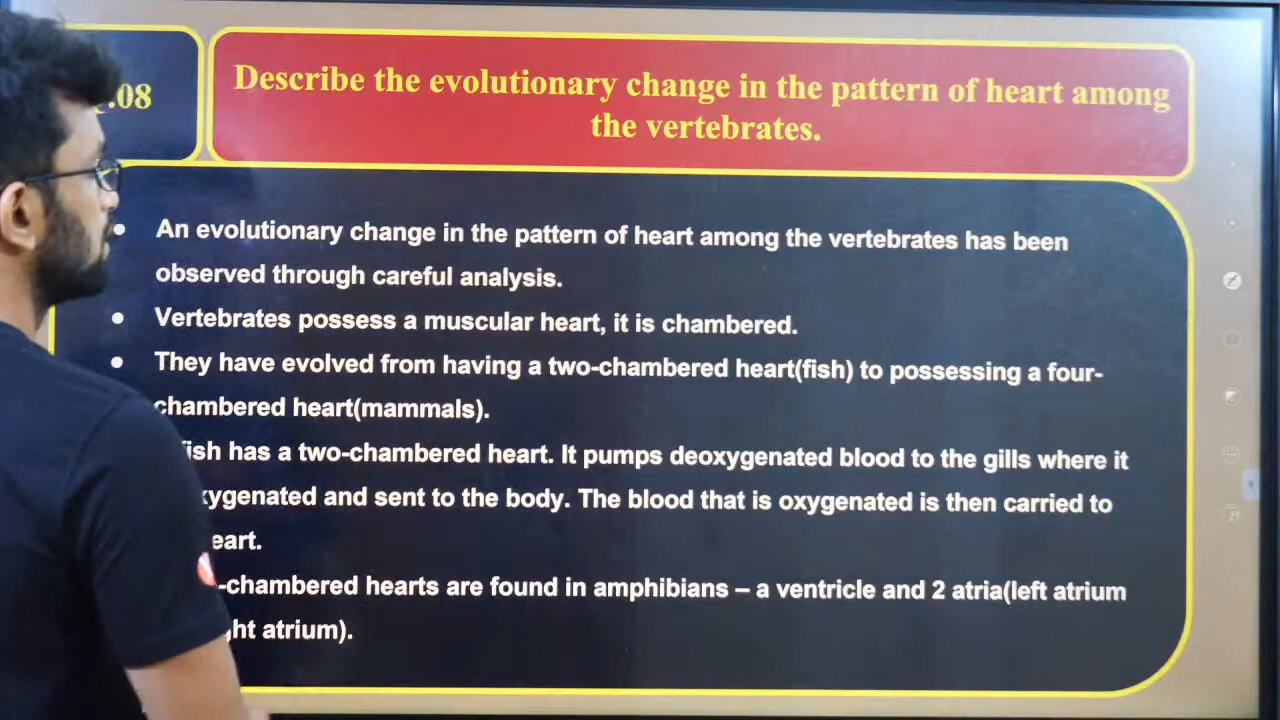 .08
Describe the evolutionary change in the pattern of heart among
the vertebrates.
• An evolutionary change in the pattern of heart among the vertebrates has been
observed through careful analysis.
• Vertebrates possess a muscular heart, it is chambered.
• They have evolved from having a two-chambered heart(fish) to possessing a four-
chambered heart(mammals).
fish has a two-chambered heart. It pumps deoxygenated blood to the gills where it
and sent to the body. The blood that is oxygenated is then carried to
-chambered hearts are found in amphibians – a ventricle and 2 atria(left atrium
atrium).